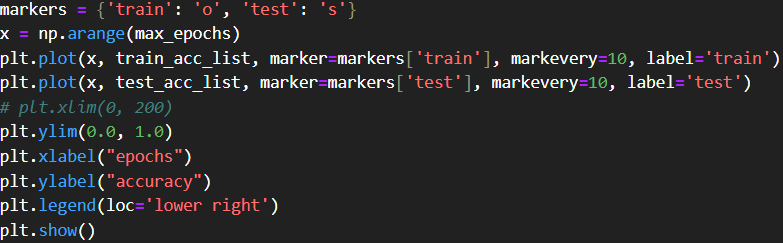 markers = {'train': 'o', 'test': 's'}
x = np.arange(max_epochs)
plt.plot(x, train_acc_list, marker=markers['train'], markevery=10, label='train')
plt.plot(x, test_acc_list, marker=markers['test'], markevery=10, label='test')
# plt.xlim(0, 200)
plt.ylim(0.0, 1.0)
plt.xlabel("epochs")
plt.ylabel("accuracy")
plt.legend(loc='lower right')
plt.show()